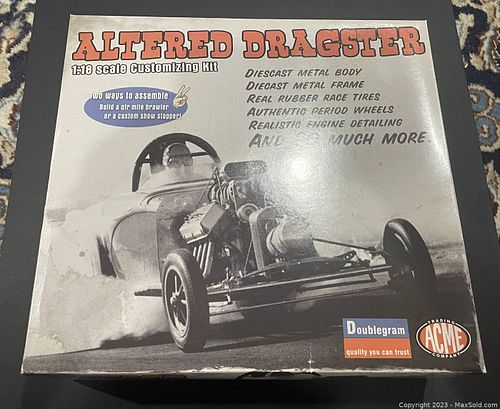 ALTERED DRAGSTER
1:18 scale Customizing Kit
Two ways to assemble
Build a qtr mile brawler
or a custom show stopper!
DIESCAST METAL BODY
DIECAST METAL FRAME
REAL RUBBER RACE TIRES
AUTHENTIC PERIOD WHEELS
REALISTIC ENGINE DETAILING
MUCH MORE
Doublegram
quality you can trust
TRADING
ACME
COMPANY
Copyright 2023 - MaxSold.com